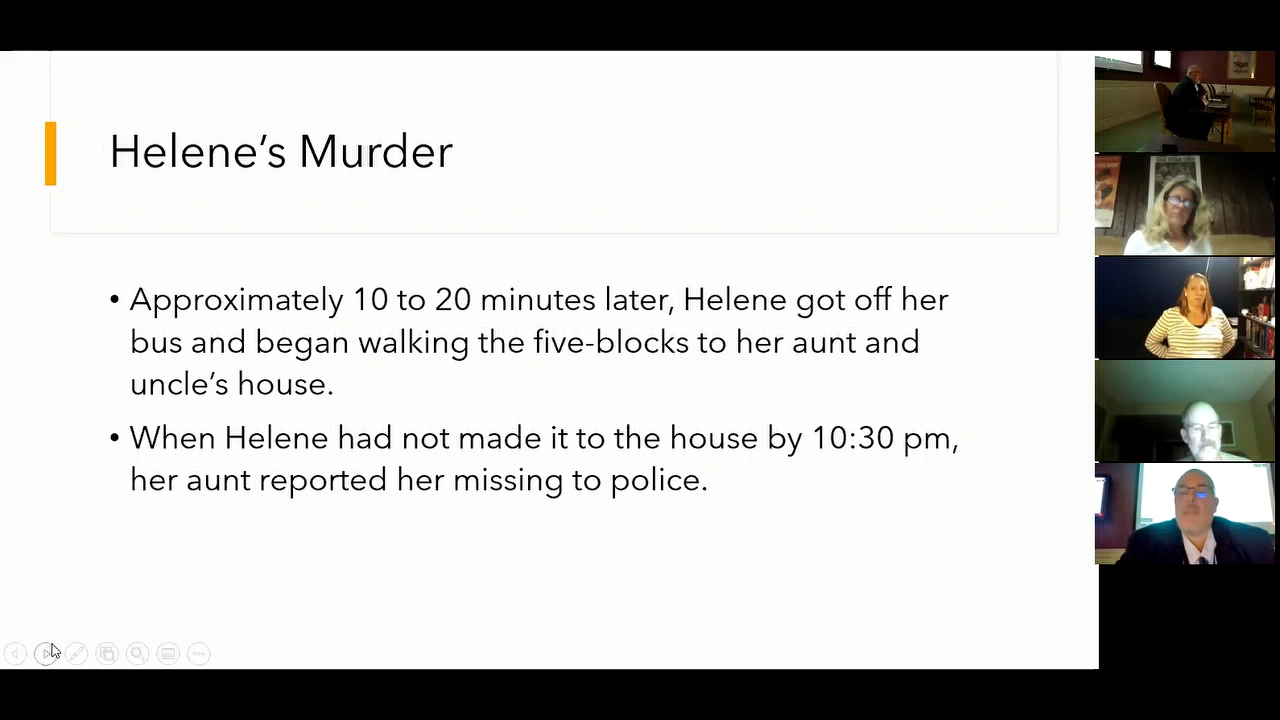 Helene’s Murder
• Approximately 10 to 20 minutes later, Helene got off her
bus and began walking the five-blocks to her aunt and
uncle’s house.
• When Helene had not made it to the house by 10:30 pm,
her aunt reported her missing to police.